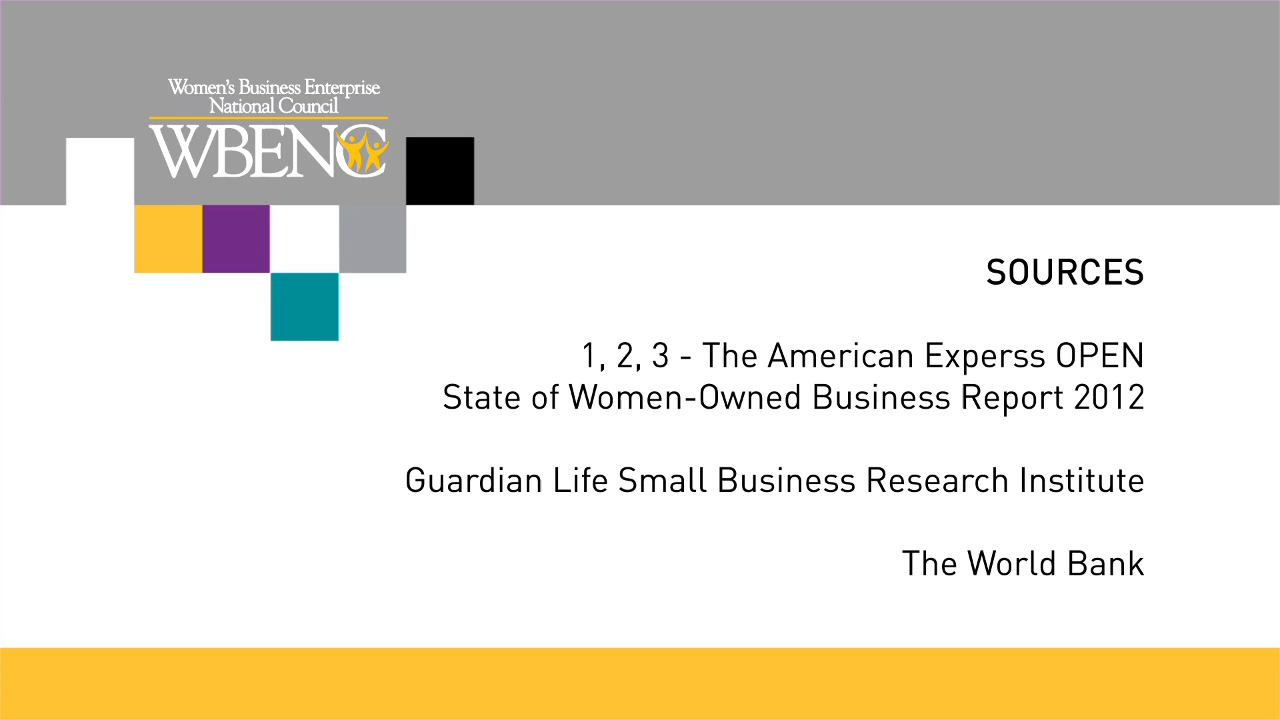 Women's Business Enterprise
National Council
WBENC
SOURCES
1, 2, 3 - The American Experss OPEN
State of Women-Owned Business Report 2012
Guardian Life Small Business Research Institute
The World Bank